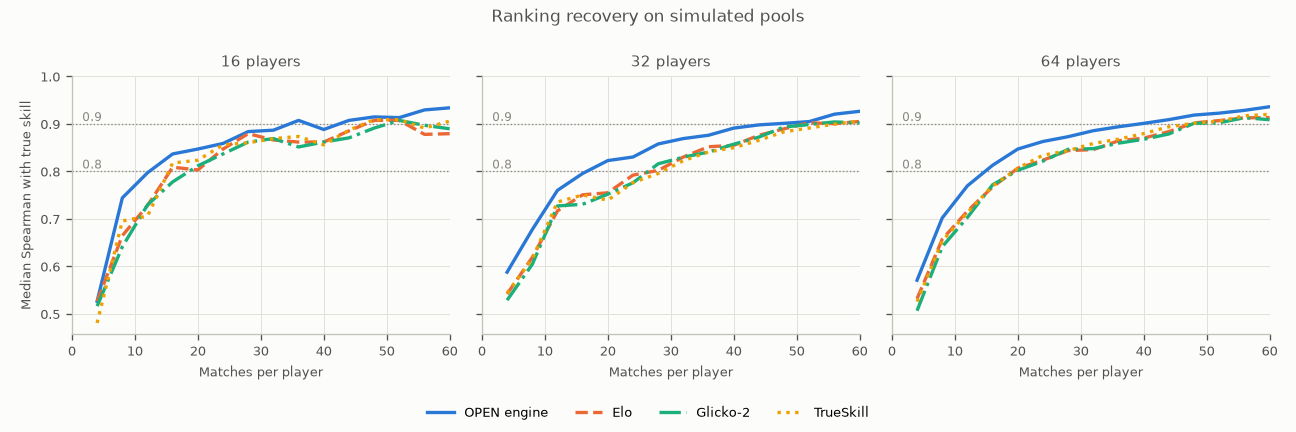 Ranking recovery on simulated pools
16 players
32 players
64 players
Median Spearman with true skill
1.0
0.9
0.8
0.7
0.6
0.5
0.9
0.8
0.9
0.8
0.9
0.8
0 10 20 30 40 50 60
0 10 20 30 40 50 60
0 10 20 30 40 50 60
Matches per player
Matches per player
Matches per player
OPEN engine Elo Glicko-2 TrueSkill